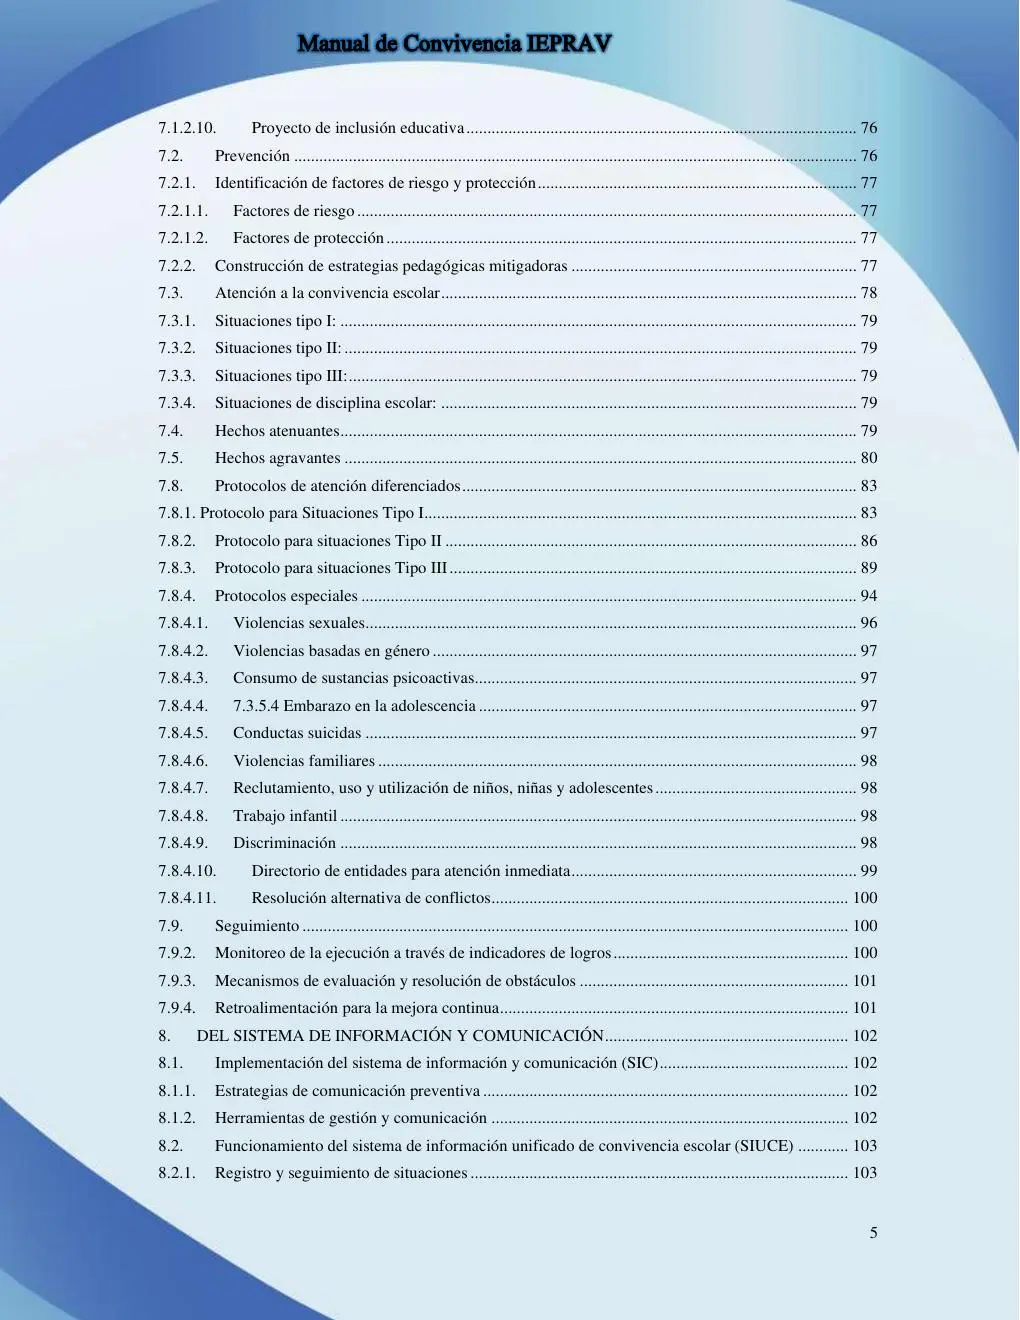 Manual de Convivencia IEPRAV
7.1.2.10. Proyecto de inclusión educativa ............................................................................................. 76
7.2. Prevención ...................................................................................................................................... 76
7.2.1. Identificación de factores de riesgo y protección ............................................................................ 77
7.2.1.1. Factores de riesgo ....................................................................................................................... 77
7.2.1.2. Factores de protección ................................................................................................................ 77
7.2.2. Construcción de estrategias pedagógicas mitigadoras .................................................................... 77
7.3. Atención a la convivencia escolar ................................................................................................... 78
7.3.1. Situaciones tipo I: ........................................................................................................................... 79
7.3.2. Situaciones tipo II: .......................................................................................................................... 79
7.3.3. Situaciones tipo III: ......................................................................................................................... 79
7.3.4. Situaciones de disciplina escolar: ................................................................................................... 79
7.4. Hechos atenuantes ........................................................................................................................... 79
7.5. Hechos agravantes .......................................................................................................................... 80
7.8. Protocolos de atención diferenciados .............................................................................................. 83
7.8.1. Protocolo para Situaciones Tipo I ....................................................................................................... 83
7.8.2. Protocolo para situaciones Tipo II .................................................................................................. 86
7.8.3. Protocolo para situaciones Tipo III ................................................................................................. 89
7.8.4. Protocolos especiales ...................................................................................................................... 94
7.8.4.1. Violencias sexuales ..................................................................................................................... 96
7.8.4.2. Violencias basadas en género ..................................................................................................... 97
7.8.4.3. Consumo de sustancias psicoactivas ........................................................................................... 97
7.8.4.4. 7.3.5.4 Embarazo en la adolescencia .......................................................................................... 97
7.8.4.5. Conductas suicidas ..................................................................................................................... 97
7.8.4.6. Violencias familiares .................................................................................................................. 98
7.8.4.7. Reclutamiento, uso y utilización de niños, niñas y adolescentes ................................................ 98
7.8.4.8. Trabajo infantil ........................................................................................................................... 98
7.8.4.9. Discriminación ........................................................................................................................... 98
7.8.4.10. Directorio de entidades para atención inmediata .................................................................... 99
7.8.4.11. Resolución alternativa de conflictos ..................................................................................... 100
7.9. Seguimiento .................................................................................................................................. 100
7.9.2. Monitoreo de la ejecución a través de indicadores de logros ........................................................ 100
7.9.3. Mecanismos de evaluación y resolución de obstáculos ................................................................ 101
7.9.4. Retroalimentación para la mejora continua ................................................................................... 101
8. DEL SISTEMA DE INFORMACIÓN Y COMUNICACIÓN .......................................................... 102
8.1. Implementación del sistema de información y comunicación (SIC) ............................................. 102
8.1.1. Estrategias de comunicación preventiva ....................................................................................... 102
8.1.2. Herramientas de gestión y comunicación ..................................................................................... 102
8.2. Funcionamiento del sistema de información unificado de convivencia escolar (SIUCE) ............ 103
8.2.1. Registro y seguimiento de situaciones .......................................................................................... 103
5